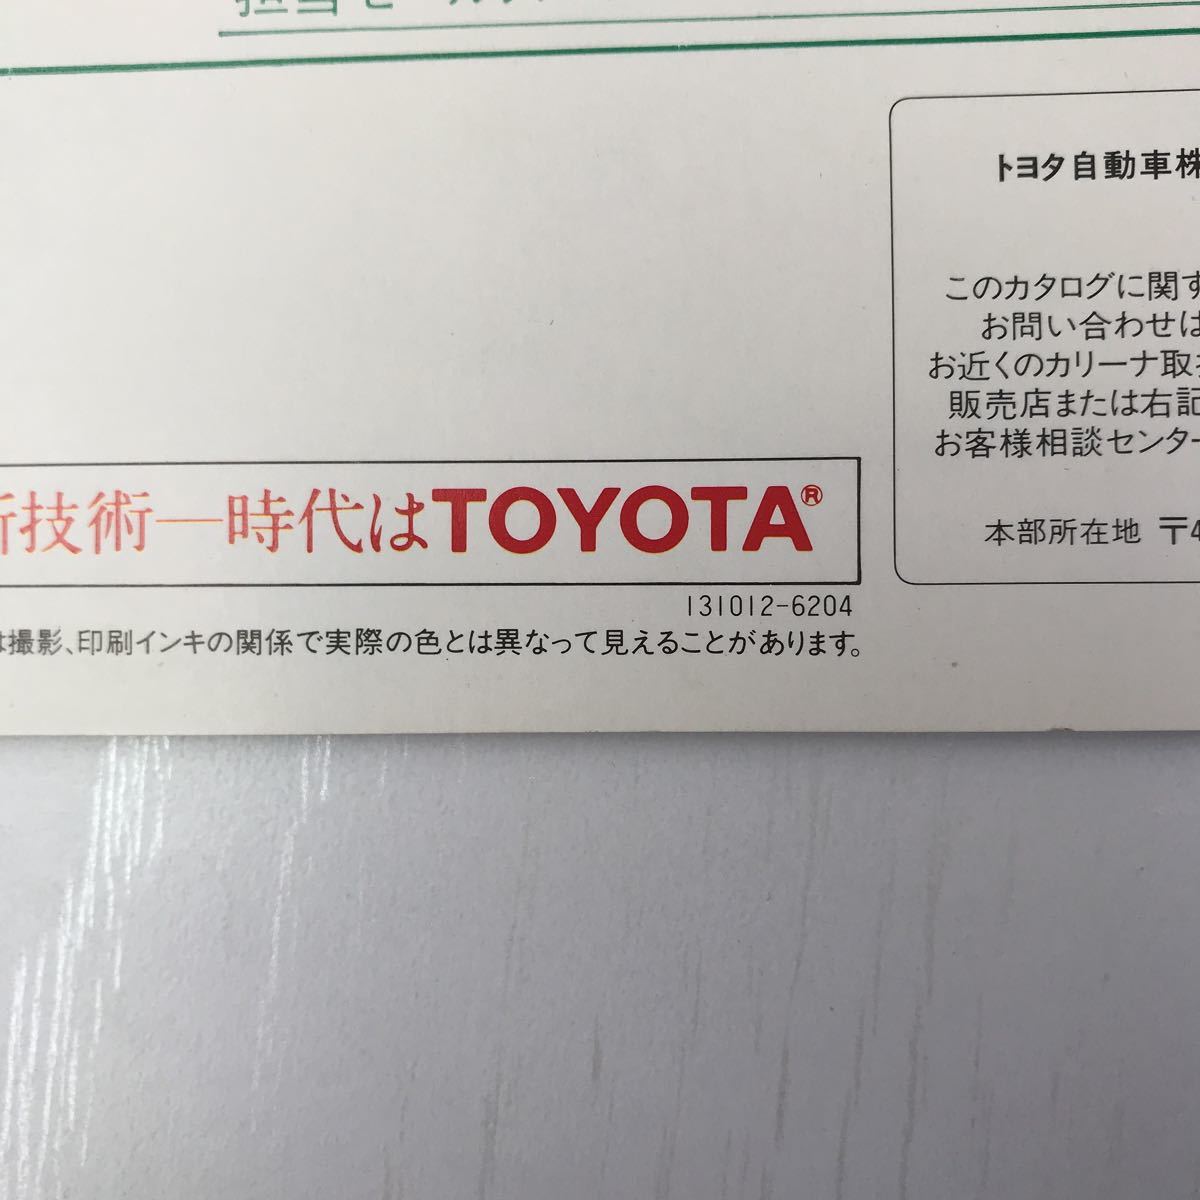 トヨタ自動車株
このカタログに関す
お問い合わせは
お近くのカリーナ取扱
販売店または右記
お客様相談センター
本部所在地 〒4
新技術—時代はTOYOTA®
131012-6204
は撮影、印刷インキの関係で実際の色とは異なって見えることがあります。